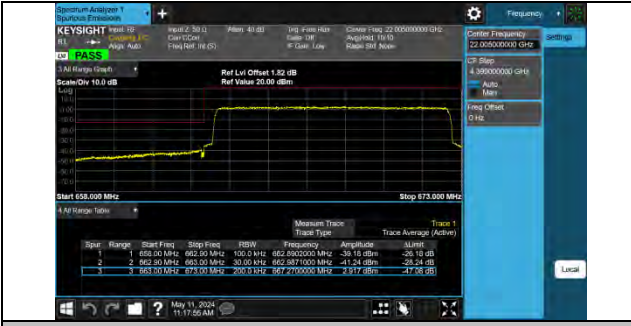 Spectrum Analyzer 1
Spurious Emissions
Frequency
KEYSIGHT Input: RF
Coupling: DC
Align: Auto
Input Z: 50 Ω
Corr CCorr
Freq Ref: Int (S)
Atten: 40 dB
Trig: Free Run
Gate: Off
IF Gain: Low
Center Freq: 22.005000000 GHz
Avg|Hold: 10/10
Radio Std: None
PASS
Center Frequency
22.005000000 GHz
Settings
CF Step
4.390000000 GHz
Auto
Man
Freq Offset
0 Hz
3 All Range Graph
Scale/Div 10.0 dB
Ref Lvl Offset 1.82 dB
Ref Value 20.00 dBm
Log
10.0
0.00
Start 658.000 MHz
Stop 673.000 MHz
4 All Range Table
Measure Trace Trace 1
Trace Type Trace Average (Active)
Spur Range Start Freq Stop Freq RBW Frequency Amplitude ΔLimit
1 1 658.00 MHz 662.90 MHz 100.0 kHz 662.8902000 MHz -39.18 dBm -26.18 dB
2 2 662.90 MHz 663.00 MHz 30.00 kHz 662.9871000 MHz -41.24 dBm -28.24 dB
3 3 663.00 MHz 673.00 MHz 200.0 kHz 667.2700000 MHz 2.917 dBm -47.08 dB
Local
May 11, 2024
11:17:55 AM